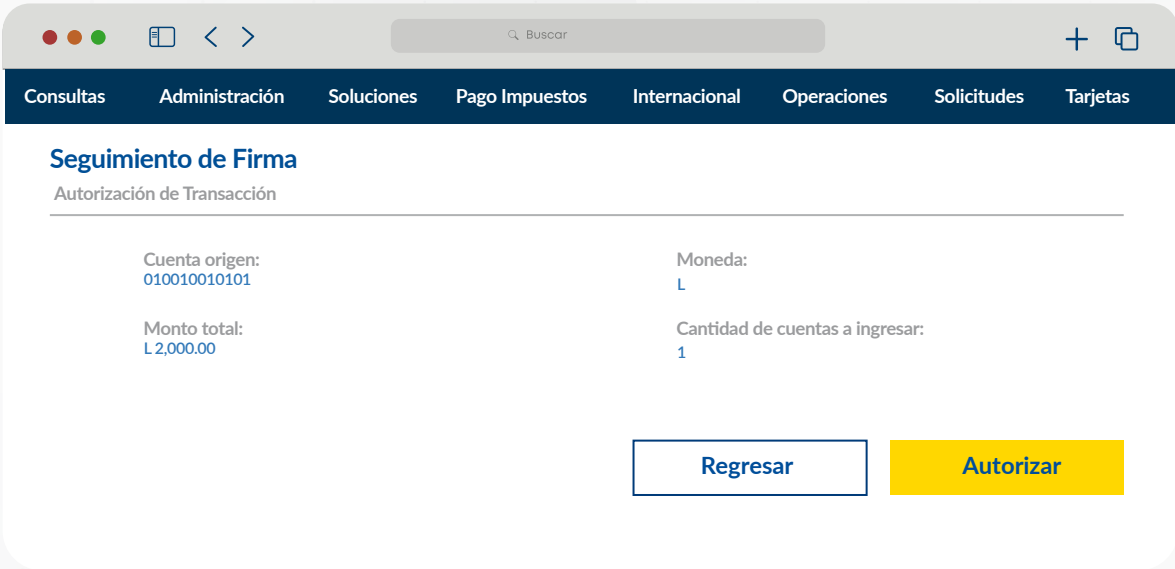 Buscar
Consultas Administración Soluciones Pago Impuestos Internacional Operaciones Solicitudes Tarjetas
Seguimiento de Firma
Autorización de Transacción
Cuenta origen: Moneda:
010010010101 L
Monto total: Cantidad de cuentas a ingresar:
L 2,000.00 1
Regresar Autorizar